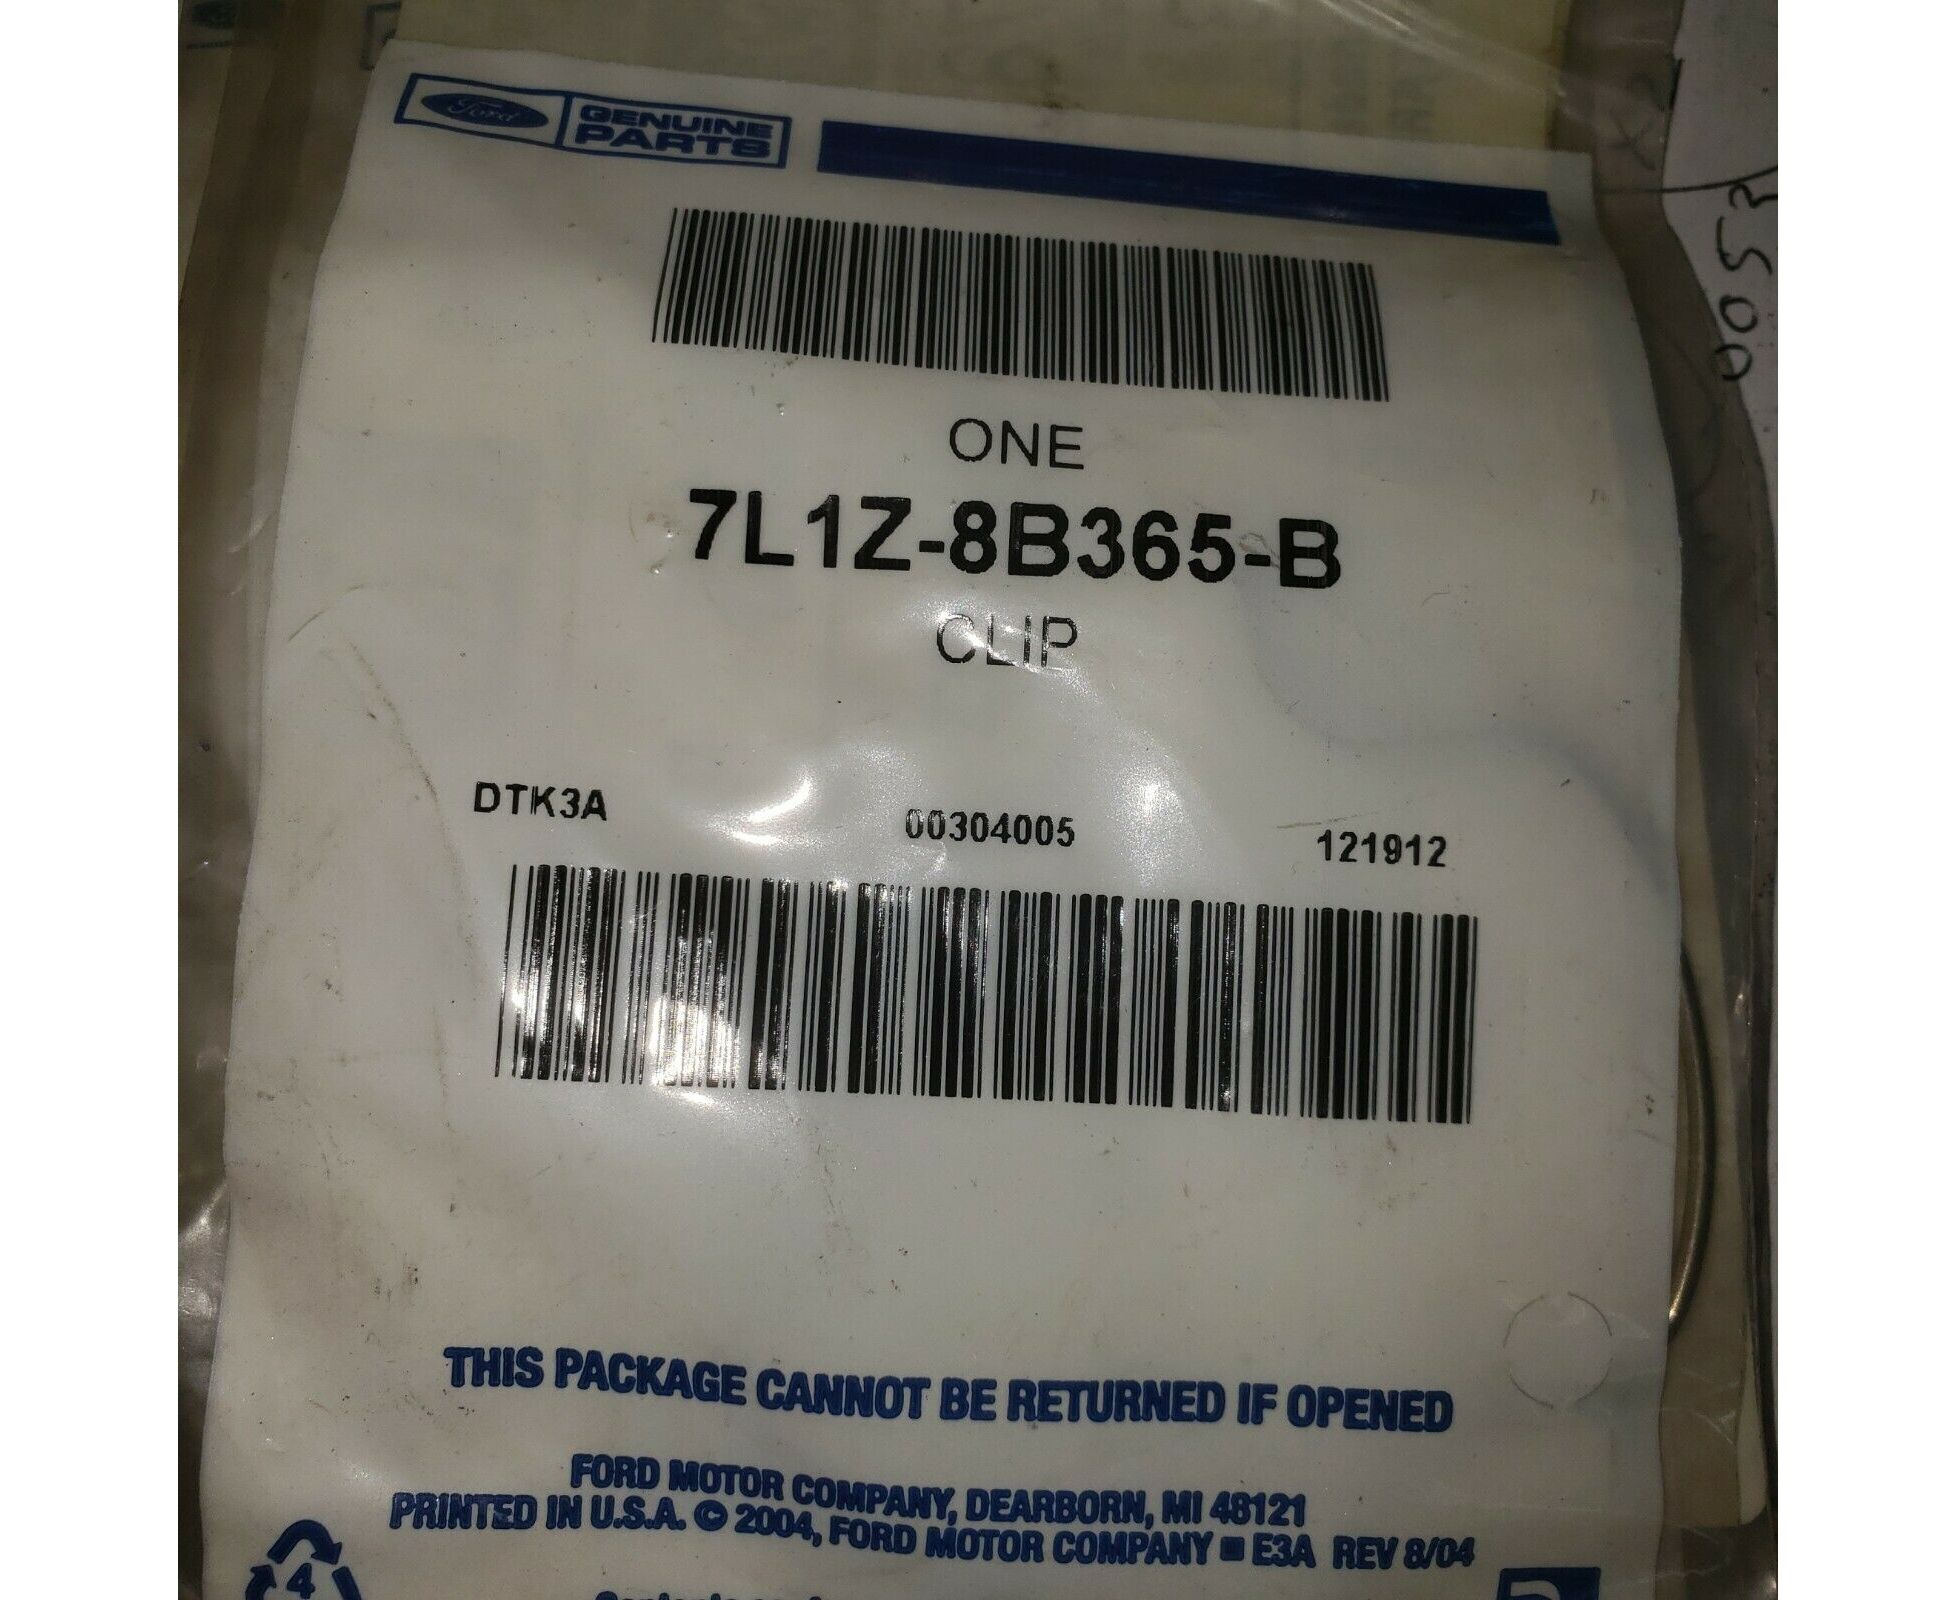 Ford GENUINE
PARTS
ONE
7L1Z-8B365-B
CLIP
DTK3A 00304005 121912
THIS PACKAGE CANNOT BE RETURNED IF OPENED
FORD MOTOR COMPANY, DEARBORN, MI 48121
PRINTED IN U.S.A. © 2004, FORD MOTOR COMPANY ■ E3A REV 8/04
4
0053